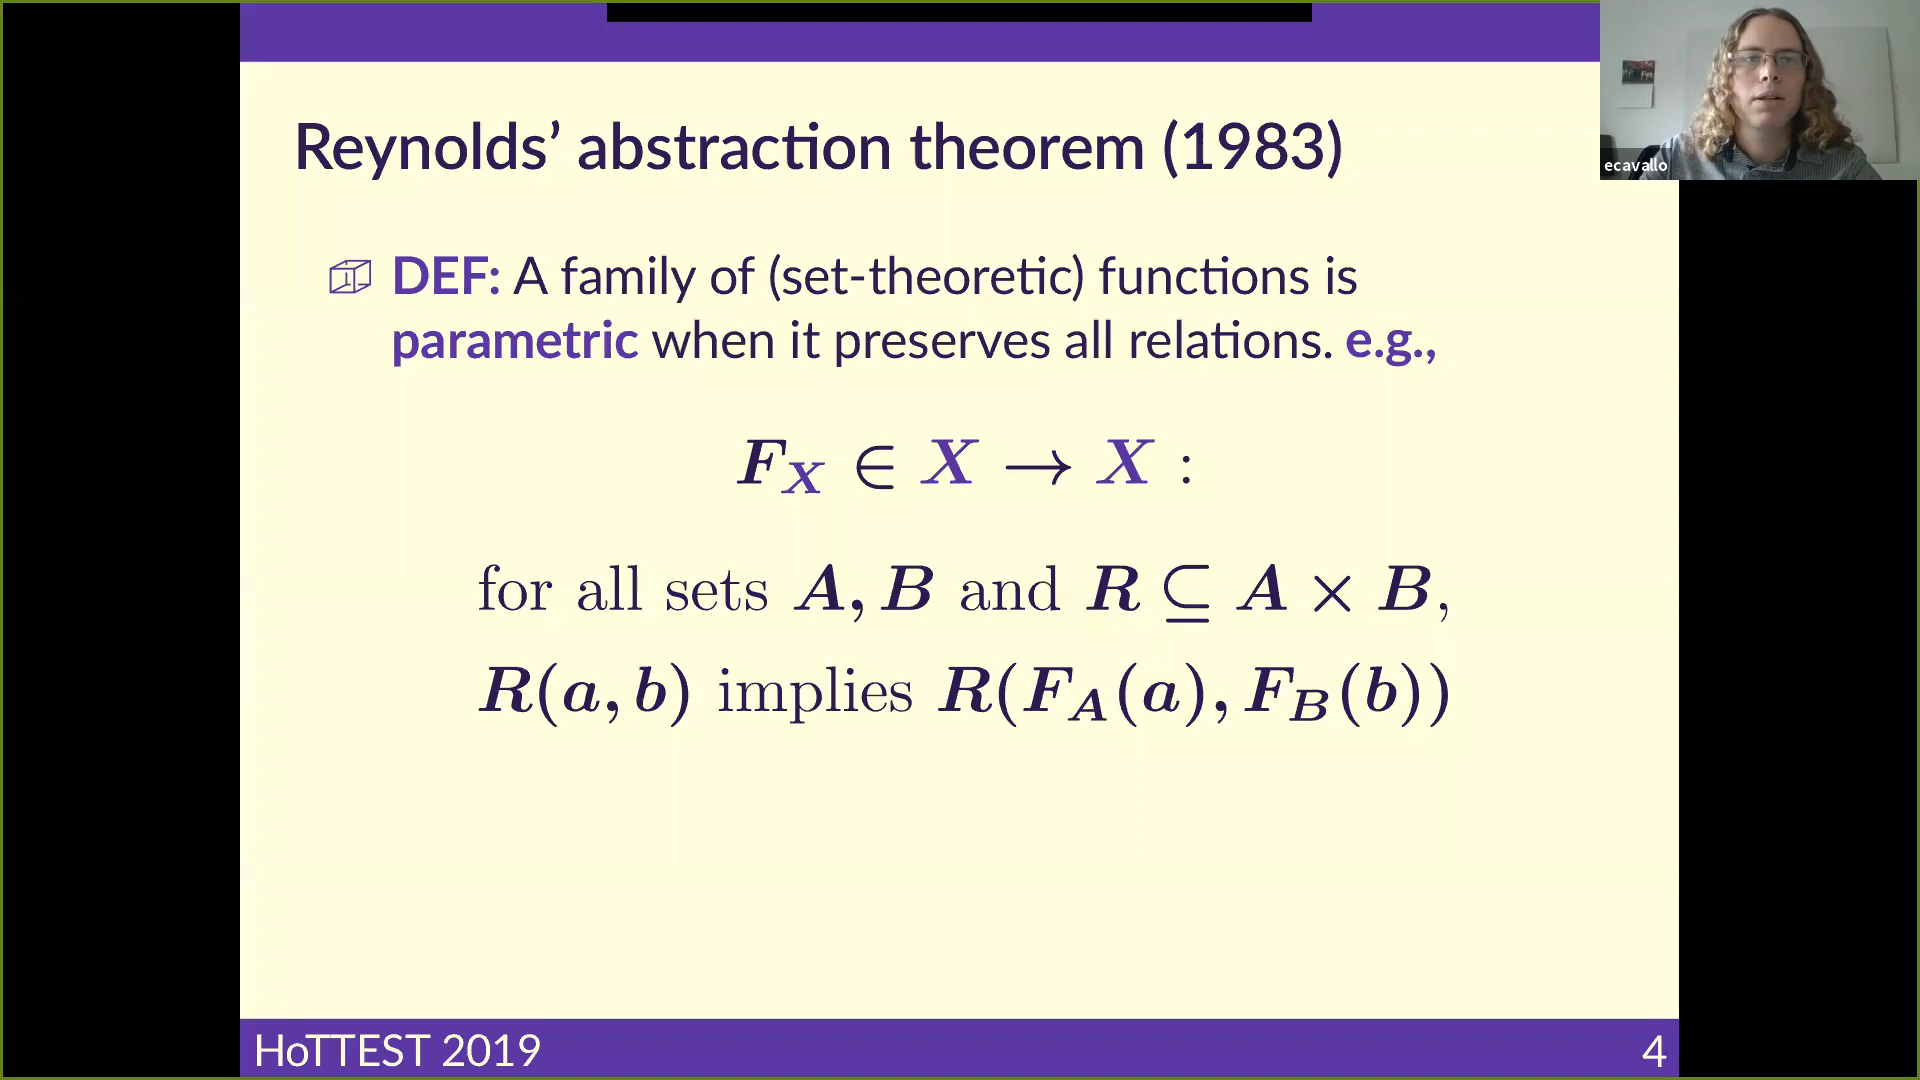 Reynolds’ abstraction theorem (1983)
ecavallo
DEF: A family of (set-theoretic) functions is
parametric when it preserves all relations. e.g.,
F_X ∈ X → X :
for all sets A, B and R ⊆ A × B,
R(a, b) implies R(F_A(a), F_B(b))
HoTTEST 2019
4